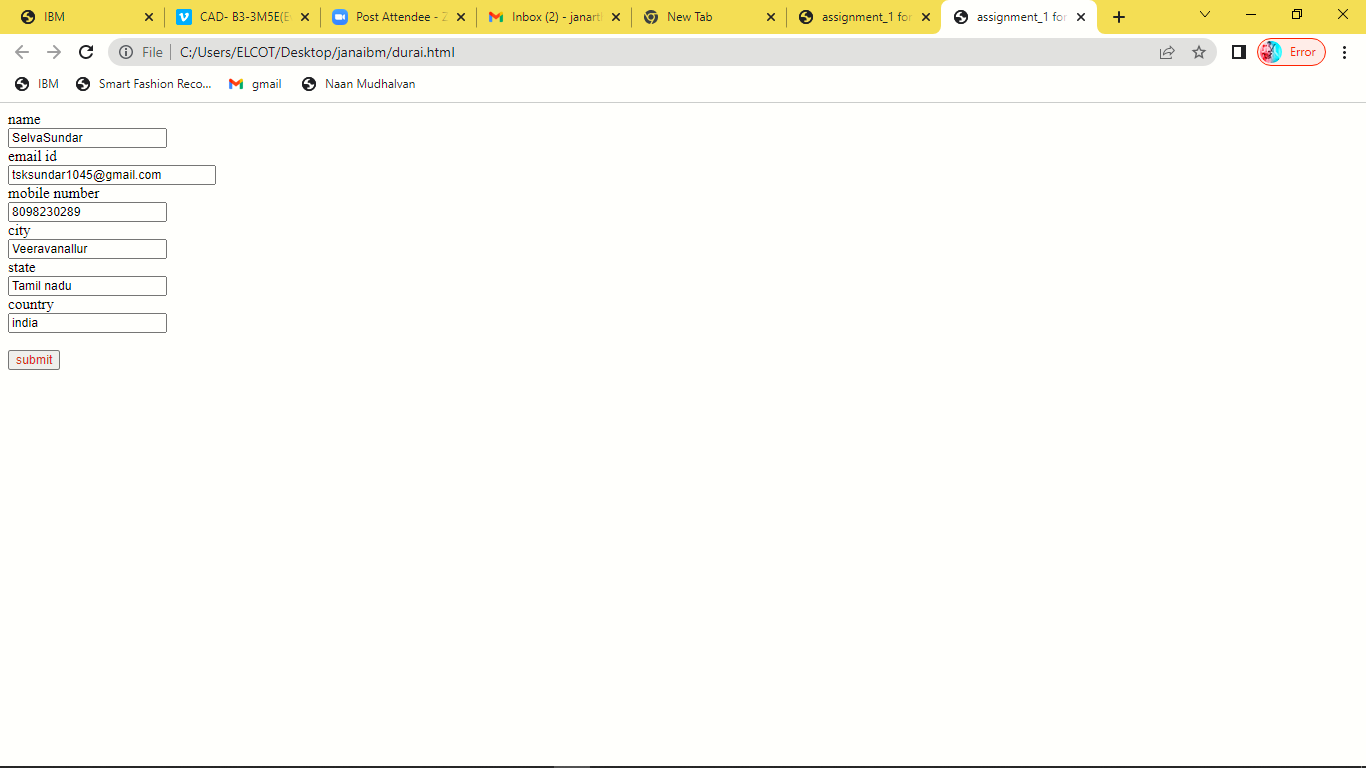 IBM
CAD- B3-3M5E(E
Post Attendee - Z
Inbox (2) - janart
New Tab
assignment_1 for
assignment_1 for
File
C:/Users/ELCOT/Desktop/janaibm/durai.html
Error
IBM
Smart Fashion Reco...
gmail
Naan Mudhalvan
name
SelvaSundar
email id
tsksundar1045@gmail.com
mobile number
8098230289
city
Veeravanallur
state
Tamil nadu
country
india
submit